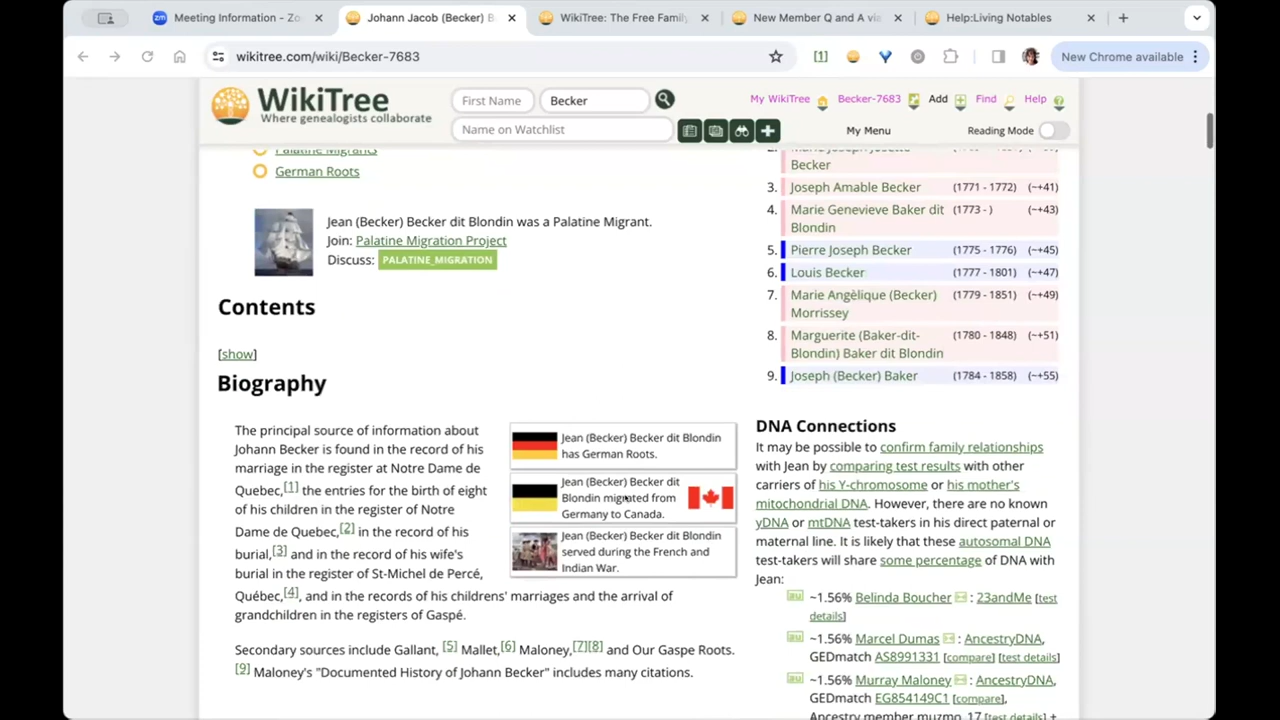 Meeting Information - Zo
Johann Jacob (Becker) B
WikiTree: The Free Famil
New Member Q and A via
Help:Living Notables
wikitree.com/wiki/Becker-7683
New Chrome available
WikiTree
Where genealogists collaborate
First Name
Becker
Name on Watchlist
My WikiTree
Becker-7683
Add
Find
Help
My Menu
Reading Mode
Palatine Migrants
German Roots
Jean (Becker) Becker dit Blondin was a Palatine Migrant.
Join: Palatine Migration Project
Discuss: PALATINE_MIGRATION
Contents
[show]
Biography
The principal source of information about
Johann Becker is found in the record of his
marriage in the register at Notre Dame de
Quebec,[1] the entries for the birth of eight
of his children in the register of Notre
Dame de Quebec,[2] in the record of his
burial,[3] and in the record of his wife's
burial in the register of St-Michel de Percé,
Québec,[4], and in the records of his childrens' marriages and the arrival of
grandchildren in the registers of Gaspé.
Jean (Becker) Becker dit Blondin
has German Roots.
Jean (Becker) Becker dit
Blondin migrated from
Germany to Canada.
Jean (Becker) Becker dit Blondin
served during the French and
Indian War.
Secondary sources include Gallant, [5] Mallet,[6] Maloney,[7][8] and Our Gaspe Roots.
[9] Maloney's "Documented History of Johann Becker" includes many citations.
Becker
3. Joseph Amable Becker (1771 - 1772) (~+41)
4. Marie Genevieve Baker dit (1773 - ) (~+43)
Blondin
5. Pierre Joseph Becker (1775 - 1776) (~+45)
6. Louis Becker (1777 - 1801) (~+47)
7. Marie Angèlique (Becker) (1779 - 1851) (~+49)
Morrissey
8. Marguerite (Baker-dit- (1780 - 1848) (~+51)
Blondin) Baker dit Blondin
9. Joseph (Becker) Baker (1784 - 1858) (~+55)
DNA Connections
It may be possible to confirm family relationships
with Jean by comparing test results with other
carriers of his Y-chromosome or his mother's
mitochondrial DNA. However, there are no known
yDNA or mtDNA test-takers in his direct paternal or
maternal line. It is likely that these autosomal DNA
test-takers will share some percentage of DNA with
Jean:
au ~1.56% Belinda Boucher : 23andMe [test
details]
au ~1.56% Marcel Dumas : AncestryDNA,
GEDmatch AS8991331 [compare] [test details]
au ~1.56% Murray Maloney : AncestryDNA,
GEDmatch EG854149C1 [compare],
Ancestry member muzmo 17 [test details] +